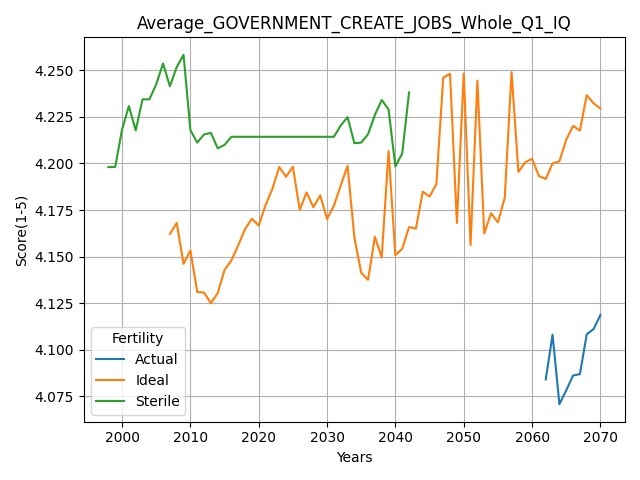 Average_GOVERNMENT_CREATE_JOBS_Whole_Q1_IQ
4.250
4.225
4.200
4.175
4.150
4.125
4.100
4.075
Score(1-5)
Fertility
Actual
Ideal
Sterile
2000 2010 2020 2030 2040 2050 2060 2070
Years